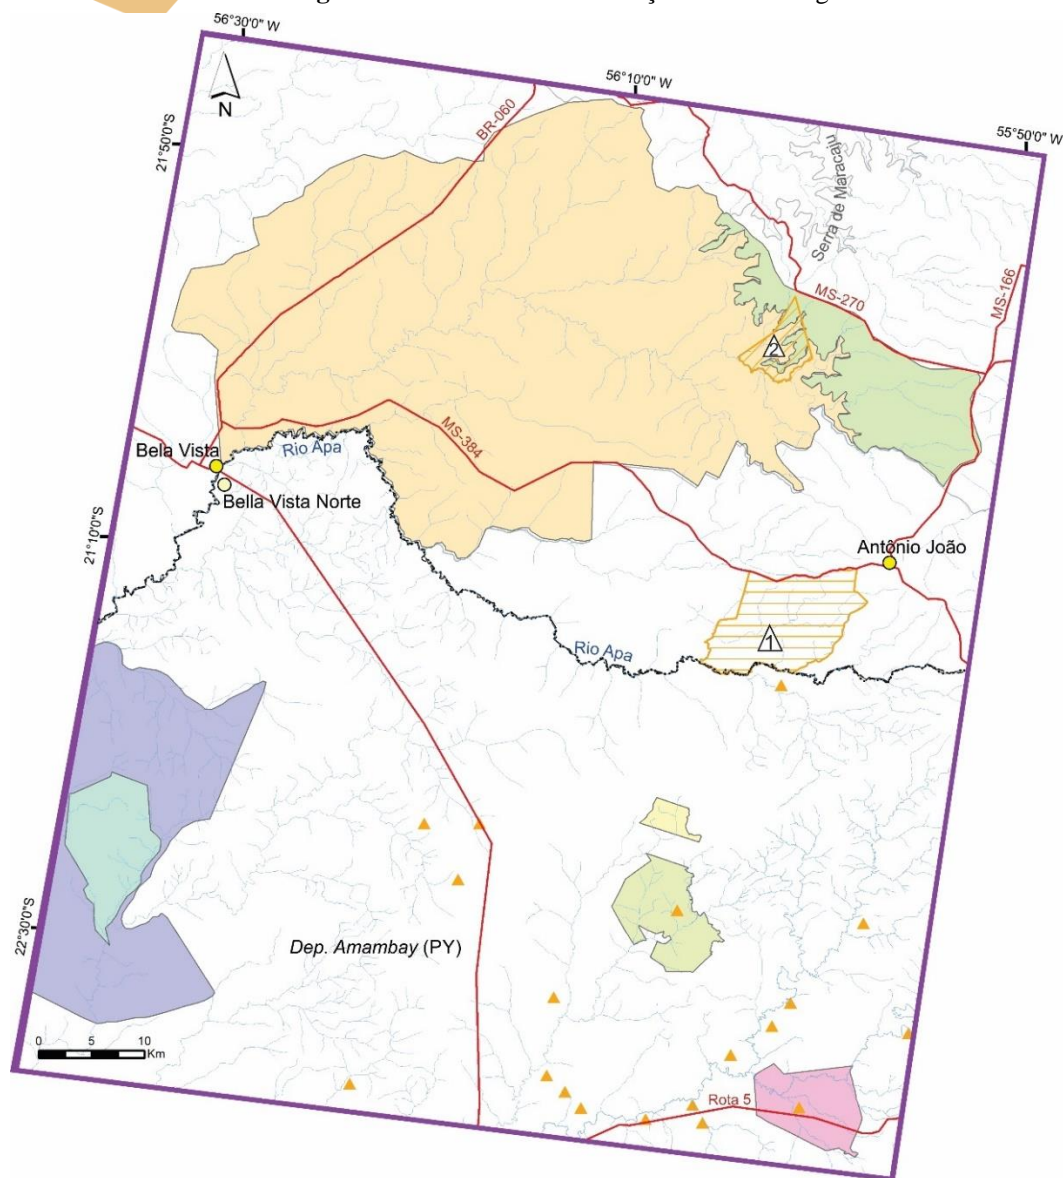 56°30'0" W
56°10'0" W
55°50'0" W
N
21°50'0"S
BR-060
Serra de Maracaju
MS-270
MS-166
2
MS-384
Bela Vista
Rio Apa
Bella Vista Norte
21°10'0"S
Antônio João
1
Rio Apa
22°30'0"S
Dep. Amambay (PY)
0 5 10
Km
Rota 5